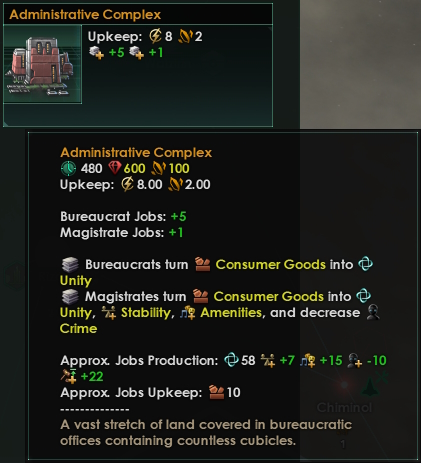 Administrative Complex
Upkeep: 8 2
+5 +1
Administrative Complex
480 600 100
Upkeep: 8.00 2.00
Bureaucrat Jobs: +5
Magistrate Jobs: +1
Bureaucrats turn Consumer Goods into
Unity
Magistrates turn Consumer Goods into
Unity, Stability, Amenities, and decrease
Crime
Approx. Jobs Production: 58 +7 +15 -10
+22
Approx. Jobs Upkeep: 10
--------------
A vast stretch of land covered in bureaucratic
offices containing countless cubicles.
Chiminol
1